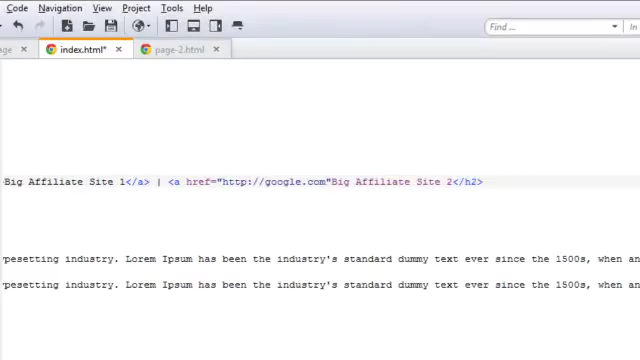 Code Navigation View Project Tools Help
Find ... In
age index.html* page-2.html
Big Affiliate Site 1</a> | <a href="http://google.com"Big Affiliate Site 2</h2>
ypesetting industry. Lorem Ipsum has been the industry's standard dummy text ever since the 1500s, when an
ypesetting industry. Lorem Ipsum has been the industry's standard dummy text ever since the 1500s, when an